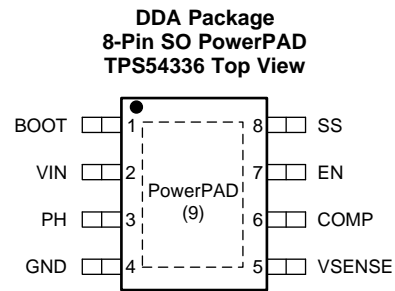 DDA Package
8-Pin SO PowerPAD
TPS54336 Top View
BOOT 1 8 SS
VIN 2 7 EN
PowerPAD
(9)
PH 3 6 COMP
GND 4 5 VSENSE